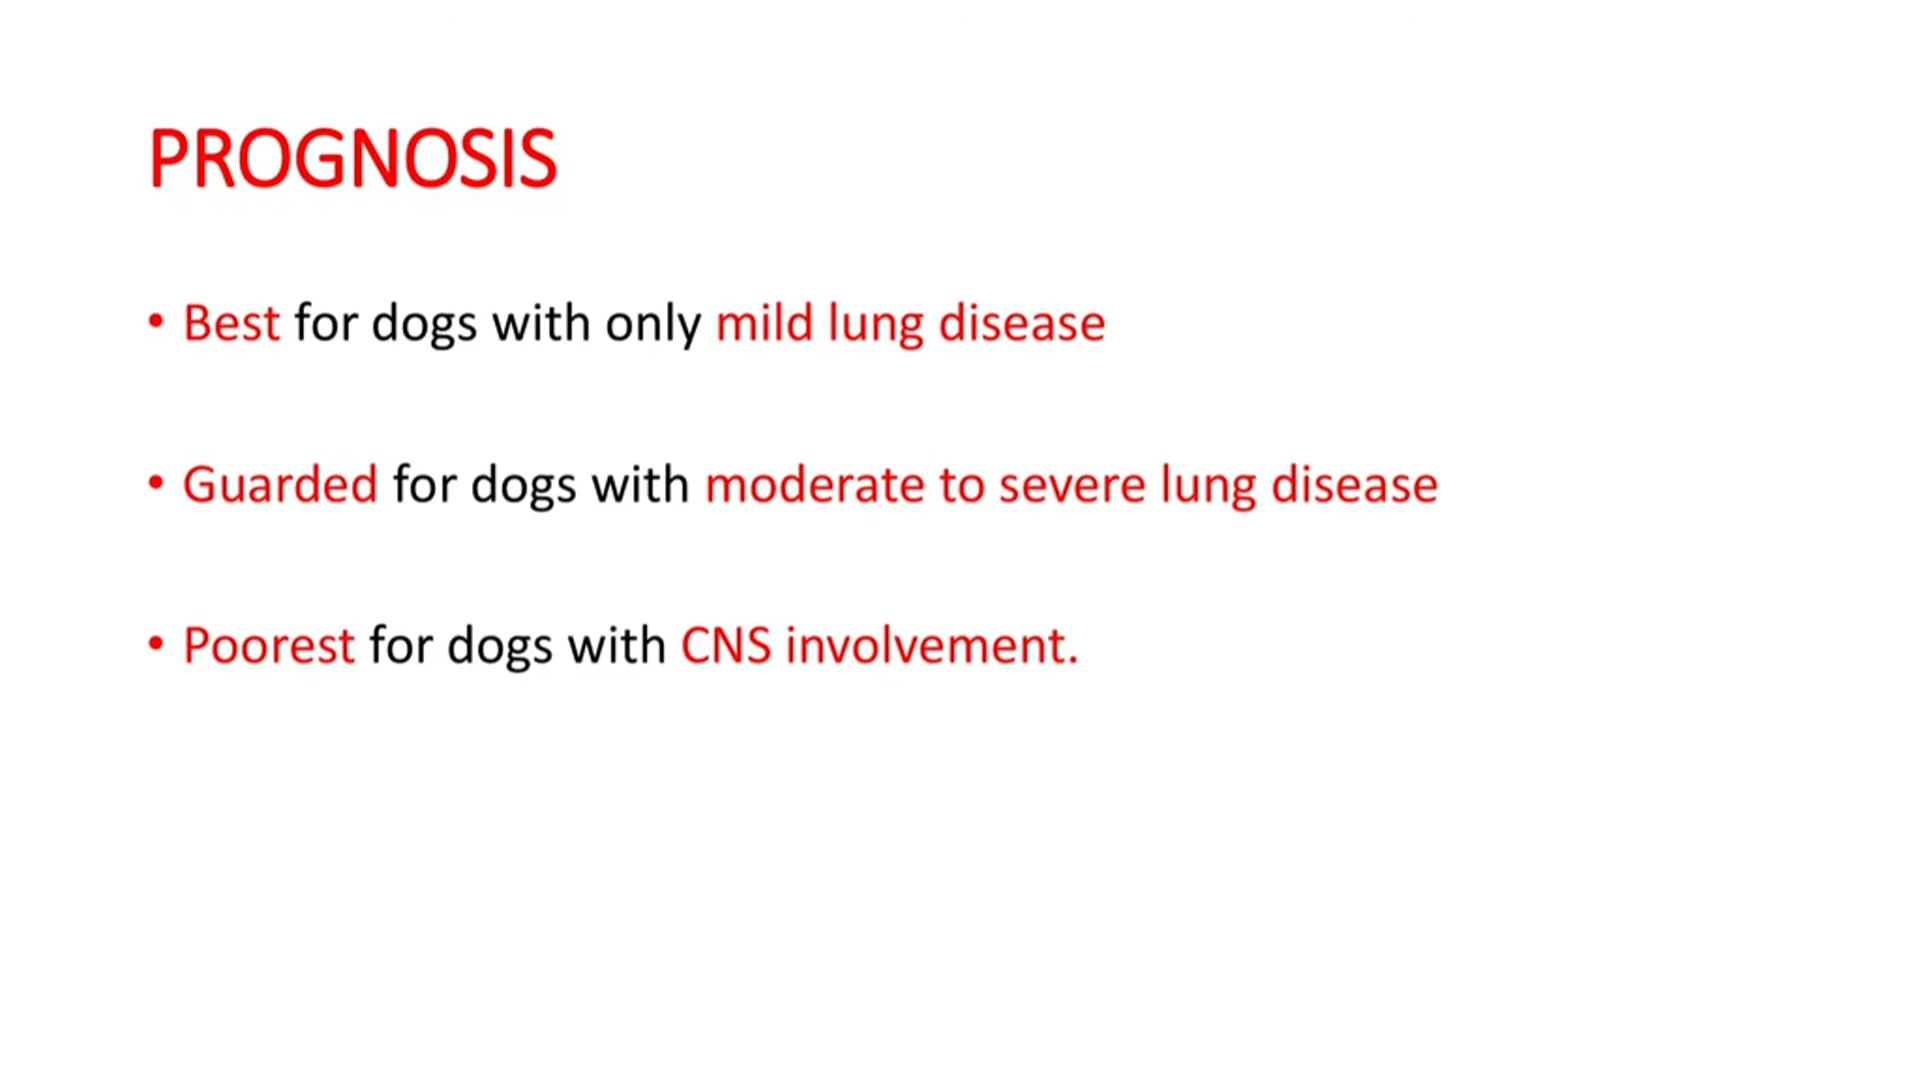 PROGNOSIS
• Best for dogs with only mild lung disease
• Guarded for dogs with moderate to severe lung disease
• Poorest for dogs with CNS involvement.